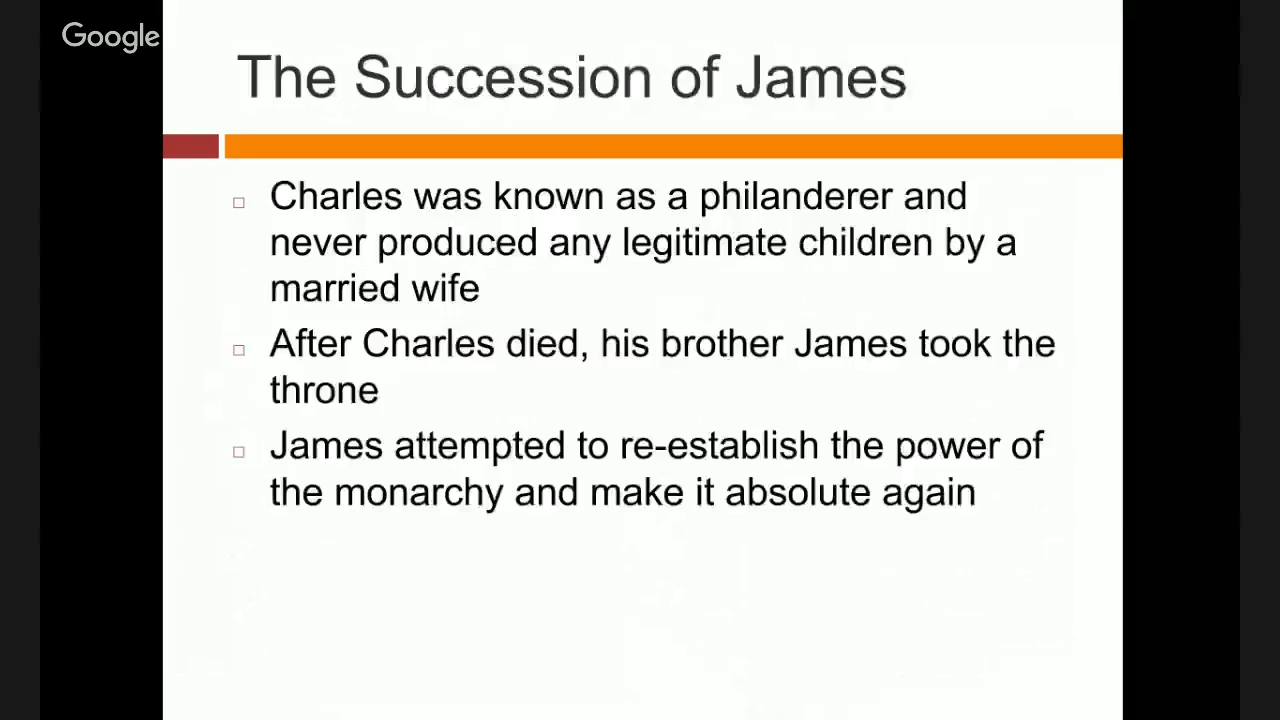 Google
The Succession of James
Charles was known as a philanderer and
never produced any legitimate children by a
married wife
After Charles died, his brother James took the
throne
James attempted to re-establish the power of
the monarchy and make it absolute again